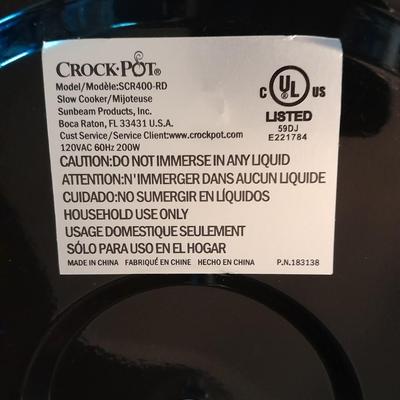 CROCK•POT®
Model/Modèle:SCR400-RD
Slow Cooker/Mijoteuse
Sunbeam Products, Inc.
Boca Raton, FL 33431 U.S.A.
Cust Service/Service Client:www.crockpot.com
120VAC 60Hz 200W
C UL US
®
LISTED
59DJ
E221784
CAUTION:DO NOT IMMERSE IN ANY LIQUID
ATTENTION:N'IMMERGER DANS AUCUN LIQUIDE
CUIDADO:NO SUMERGIR EN LÍQUIDOS
HOUSEHOLD USE ONLY
USAGE DOMESTIQUE SEULEMENT
SÓLO PARA USO EN EL HOGAR
MADE IN CHINA FABRIQUÉ EN CHINE HECHO EN CHINA P.N.183138